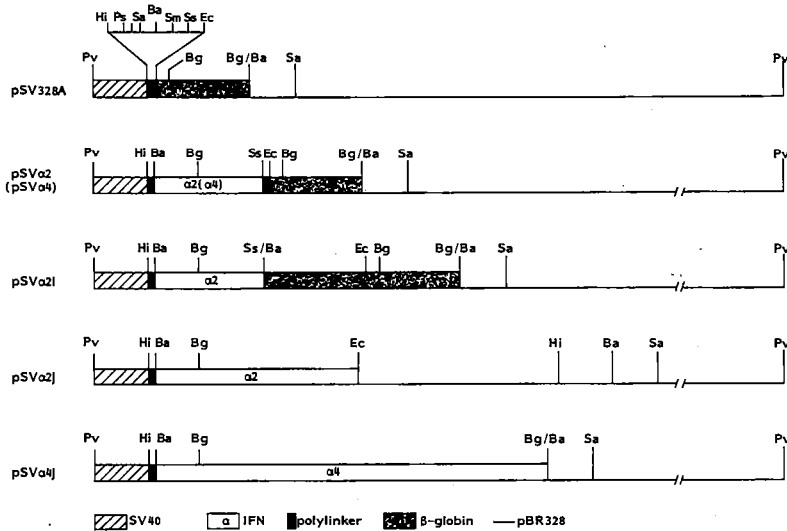 Hi Ps Sa Ba Sm Ss Ec
Pv Bg Bg/Ba Sa Pv
pSV328A
Pv Hi Ba Bg Ss Ec Bg Bg/Ba Sa Pv
pSVα2
(pSVα4)
α2(α4)
Pv Hi Ba Bg Ss/Ba Ec Bg Bg/Ba Sa Pv
pSVα2I
α2
Pv Hi Ba Bg Ec Hi Ba Sa Pv
pSVα2J
α2
Pv Hi Ba Bg Bg/Ba Sa Pv
pSVα4J
α4
SV40 α IFN polylinker β-globin pBR328